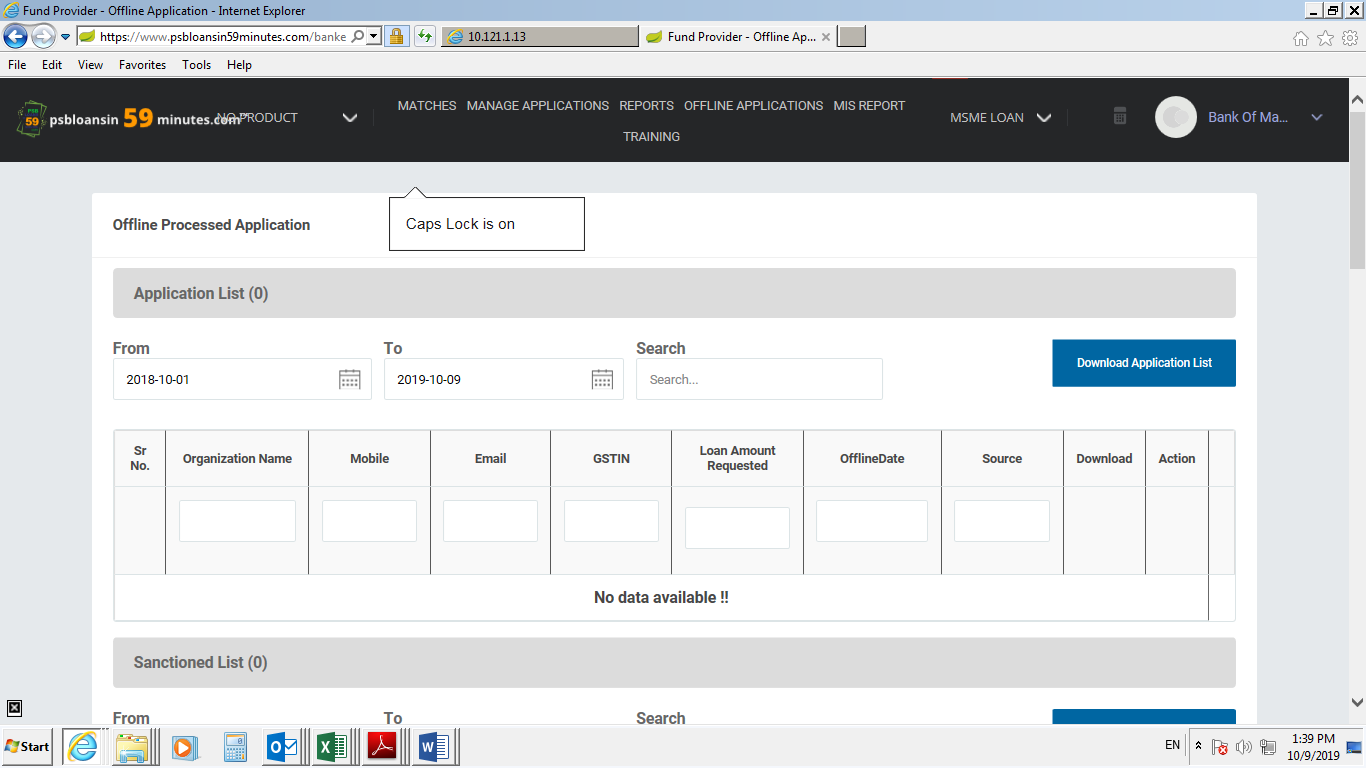 Fund Provider - Offline Application - Internet Explorer
https://www.psbloansin59minutes.com/banke
10.121.1.13
Fund Provider - Offline Ap...
File Edit View Favorites Tools Help
PSB
59
psbloansin 59 minutes.com
NO PRODUCT
MATCHES MANAGE APPLICATIONS REPORTS OFFLINE APPLICATIONS MIS REPORT
TRAINING
MSME LOAN
Bank Of Ma...
Caps Lock is on
Offline Processed Application
Application List (0)
From To Search
2018-10-01 2019-10-09 Search...
Download Application List
Sr No. Organization Name Mobile Email GSTIN Loan Amount Requested OfflineDate Source Download Action
No data available !!
Sanctioned List (0)
From To Search
Start
EN
1:39 PM
10/9/2019